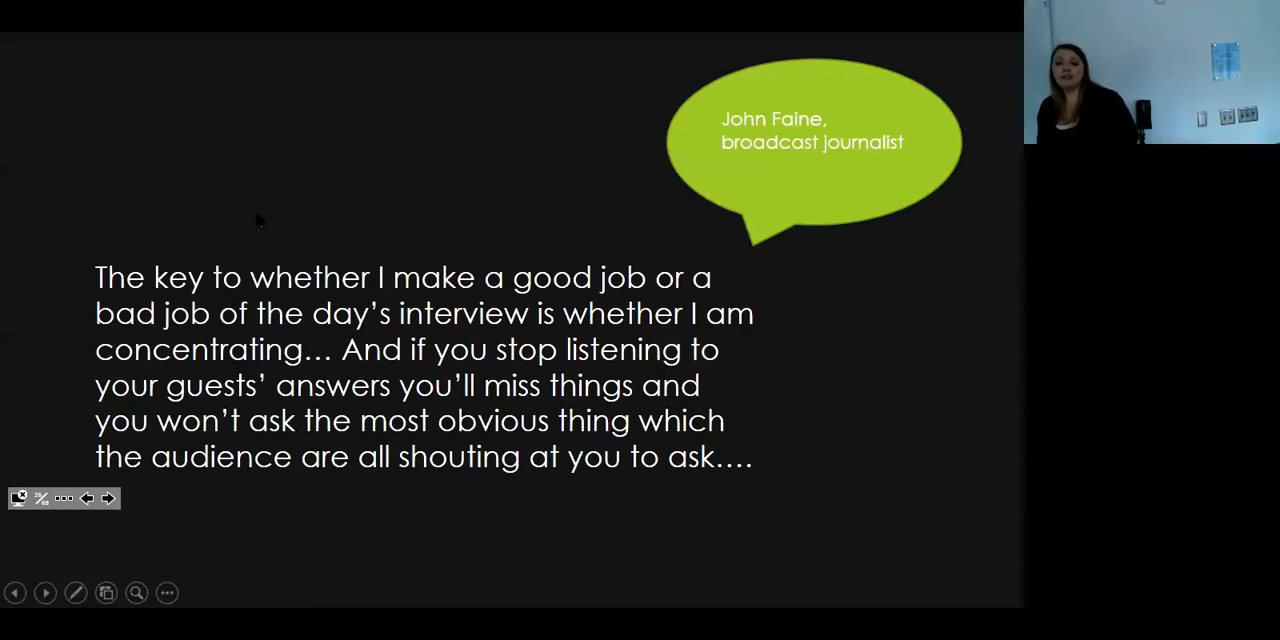 John Faine,
broadcast journalist
The key to whether I make a good job or a
bad job of the day's interview is whether I am
concentrating... And if you stop listening to
your guests' answers you'll miss things and
you won't ask the most obvious thing which
the audience are all shouting at you to ask....